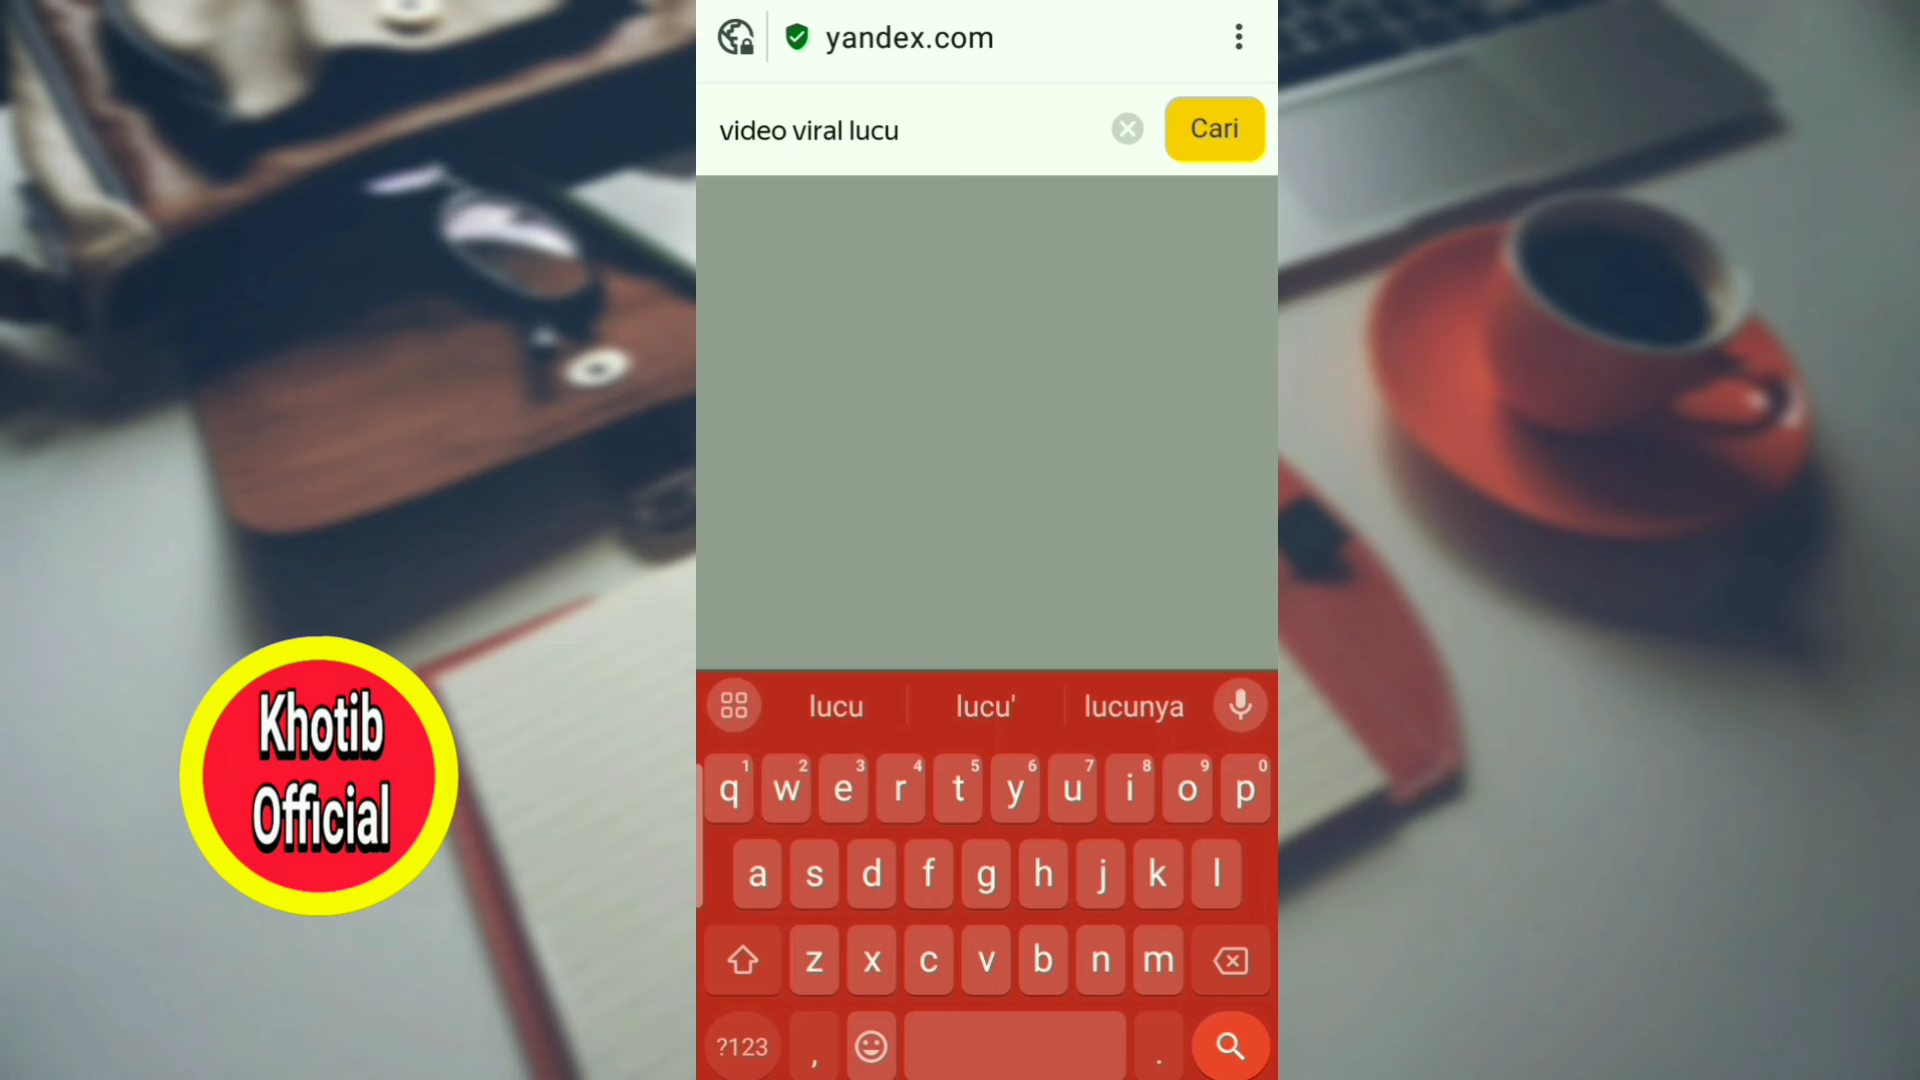 yandex.com
video viral lucu
Cari
Khotib
Official
lucu lucu' lucunya
1 2 3 4 5 6 7 8 9 0
q w e r t y u i o p
a s d f g h j k l
z x c v b n m
?123 , .